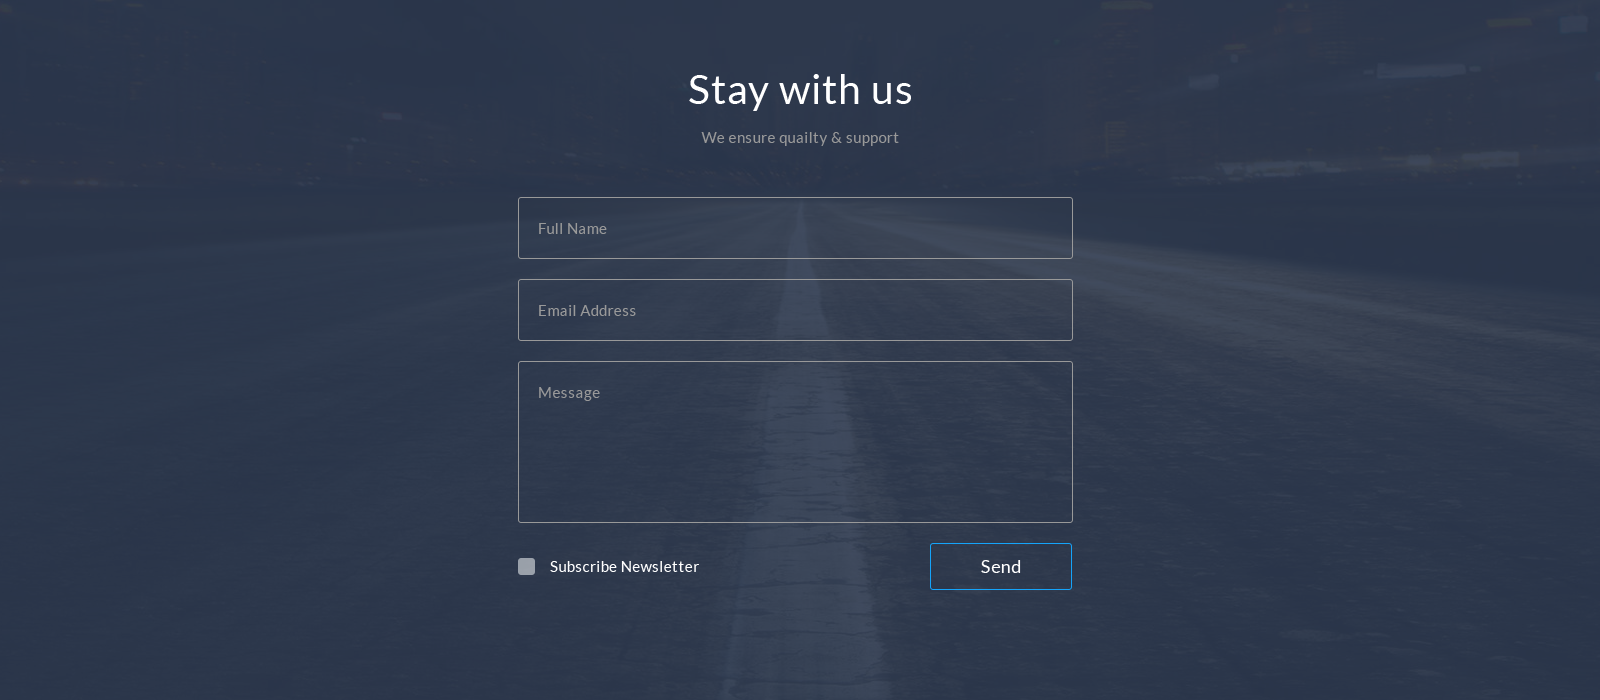 Stay with us
We ensure quailty & support
Full Name
Email Address
Message
Subscribe Newsletter
Send